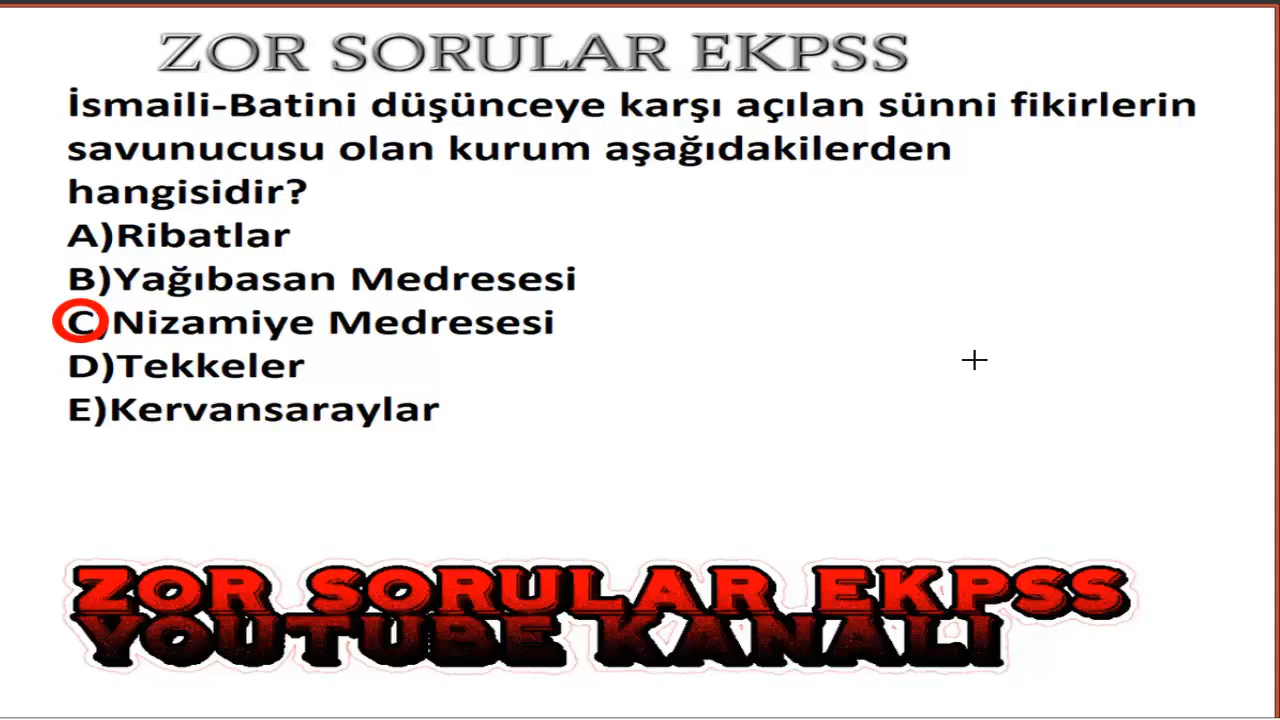 ZOR SORULAR EKPSS
İsmaili-Batini düşünceye karşı açılan sünni fikirlerin
savunucusu olan kurum aşağıdakilerden
hangisidir?
A)Ribatlar
B)Yağıbasan Medresesi
C)Nizamiye Medresesi
D)Tekkeler
E)Kervansaraylar
ZOR SORULAR EKPSS
YOUTUBE KANALI